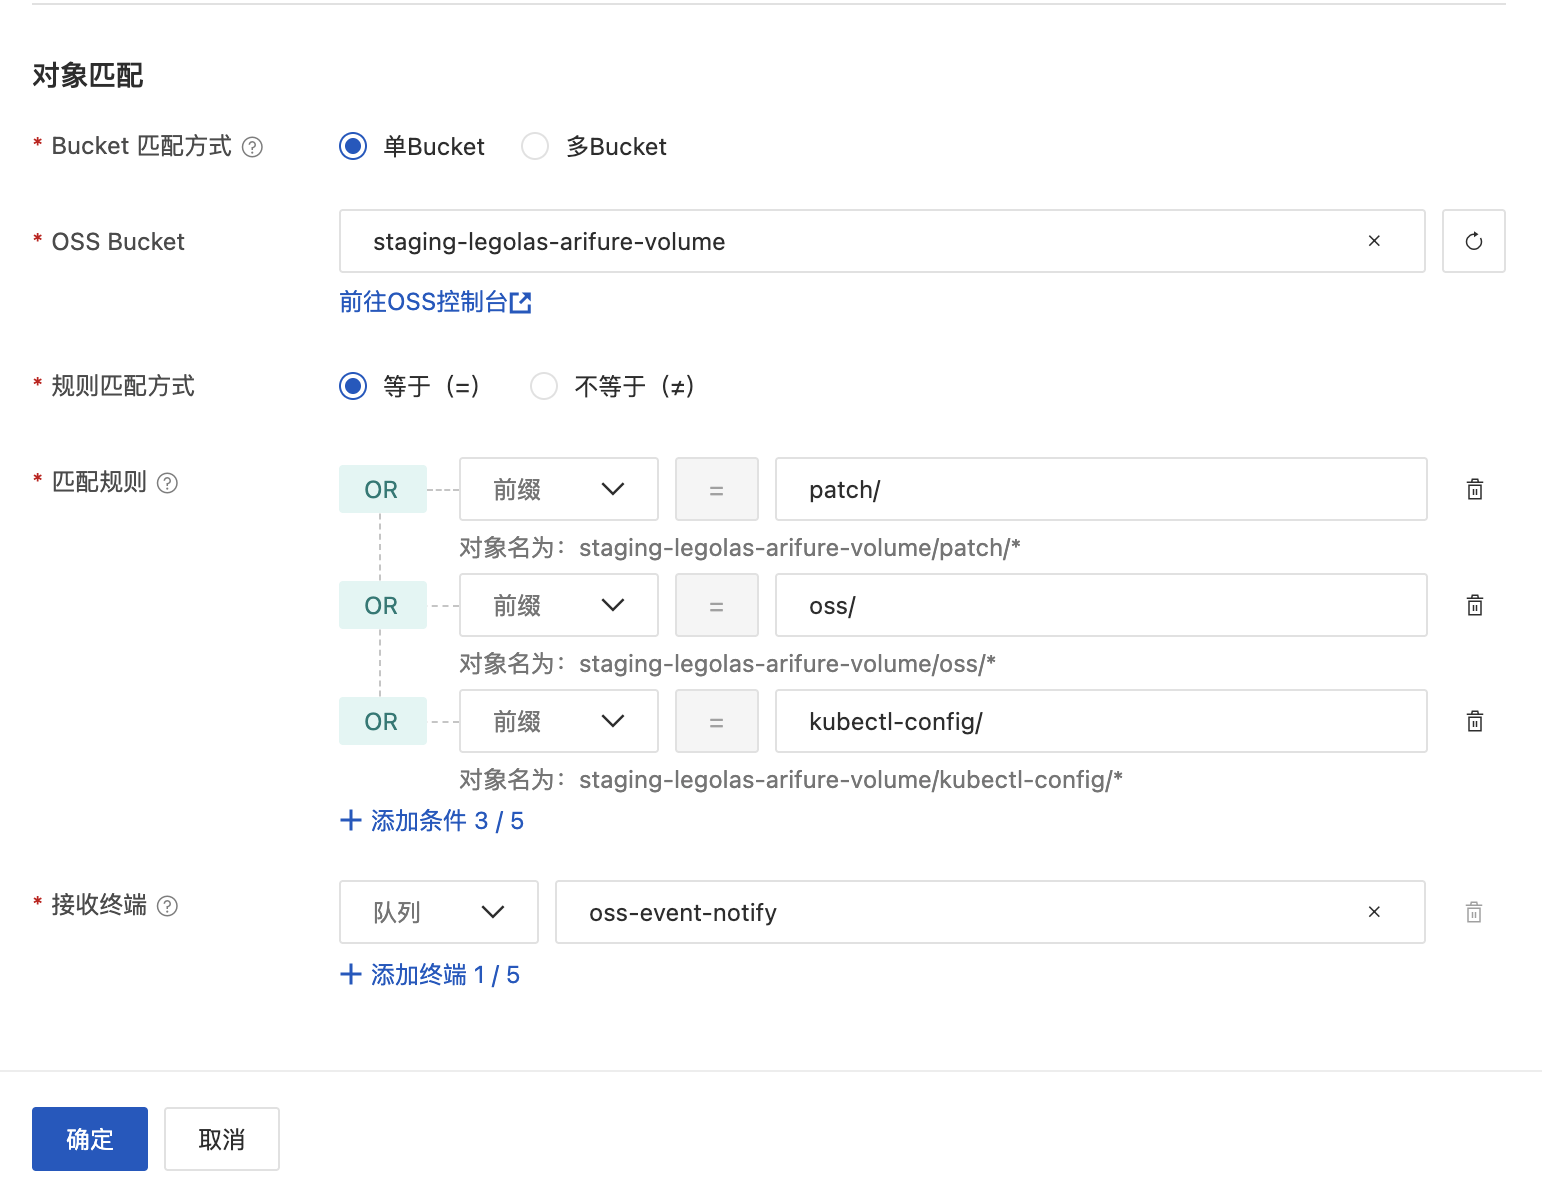 对象匹配
* Bucket 匹配方式 ? 单Bucket 多Bucket
* OSS Bucket staging-legolas-arifure-volume ×
前往OSS控制台
* 规则匹配方式 等于（=） 不等于（≠）
* 匹配规则 ? OR 前缀 = patch/
对象名为：staging-legolas-arifure-volume/patch/*
OR 前缀 = oss/
对象名为：staging-legolas-arifure-volume/oss/*
OR 前缀 = kubectl-config/
对象名为：staging-legolas-arifure-volume/kubectl-config/*
+ 添加条件 3 / 5
* 接收终端 ? 队列 oss-event-notify ×
+ 添加终端 1 / 5
确定 取消